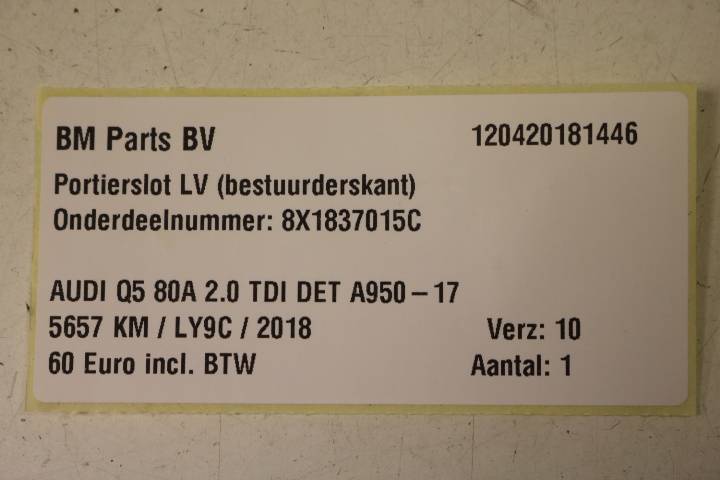 BM Parts BV 120420181446
Portierslot LV (bestuurderskant)
Onderdeelnummer: 8X1837015C
AUDI Q5 80A 2.0 TDI DET A950-17
5657 KM / LY9C / 2018 Verz: 10
60 Euro incl. BTW Aantal: 1